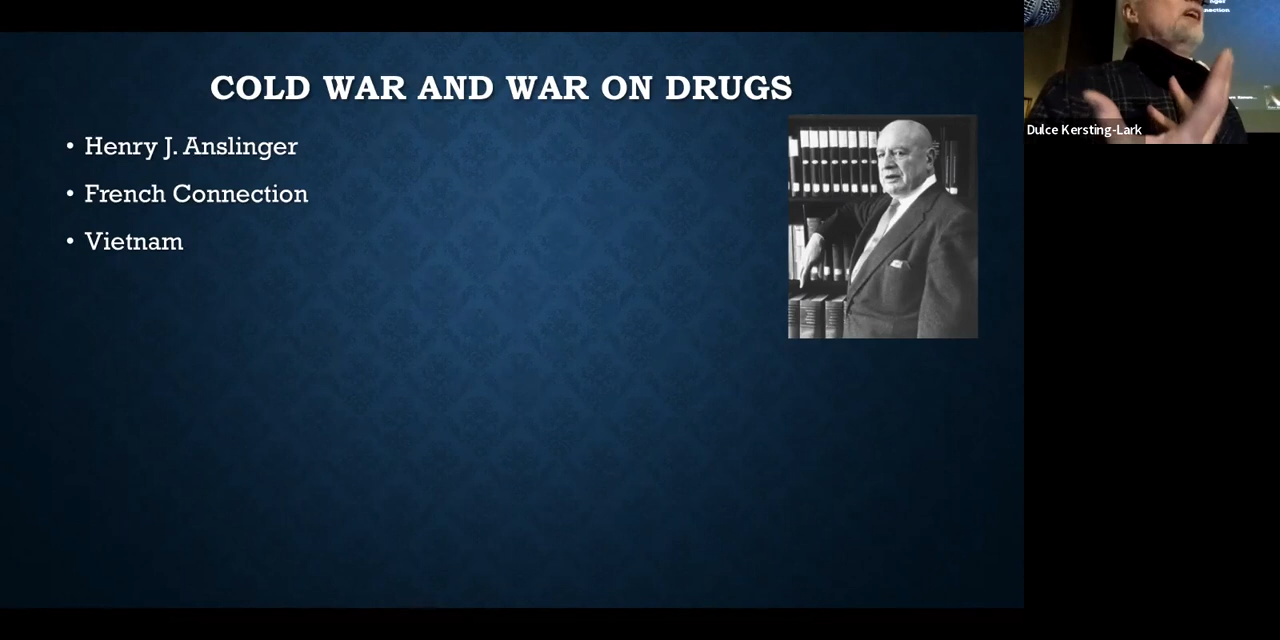 COLD WAR AND WAR ON DRUGS
• Henry J. Anslinger
• French Connection
• Vietnam
Dulce Kersting-Lark